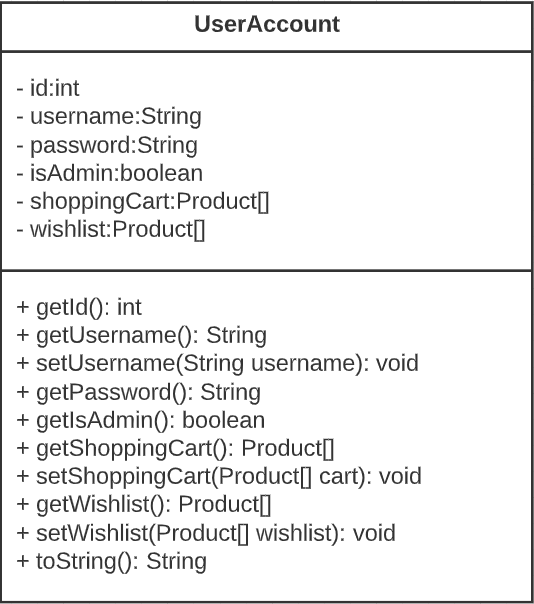 UserAccount
- id:int
- username:String
- password:String
- isAdmin:boolean
- shoppingCart:Product[]
- wishlist:Product[]
+ getId(): int
+ getUsername(): String
+ setUsername(String username): void
+ getPassword(): String
+ getIsAdmin(): boolean
+ getShoppingCart(): Product[]
+ setShoppingCart(Product[] cart): void
+ getWishlist(): Product[]
+ setWishlist(Product[] wishlist): void
+ toString(): String